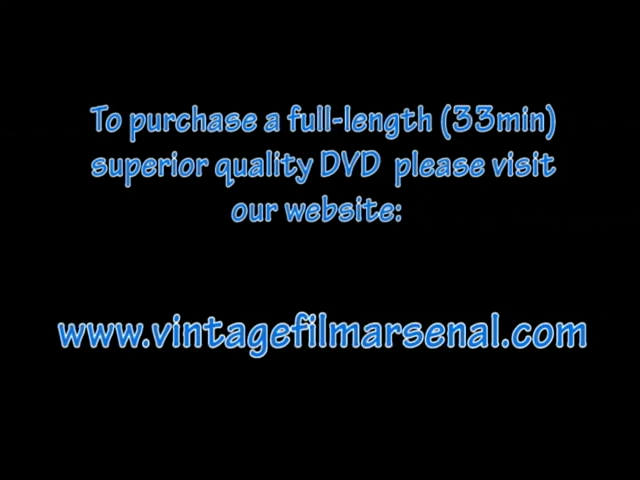 To purchase a full-length (33min)
superior quality DVD please visit
our website:
www.vintagefilmarsenal.com